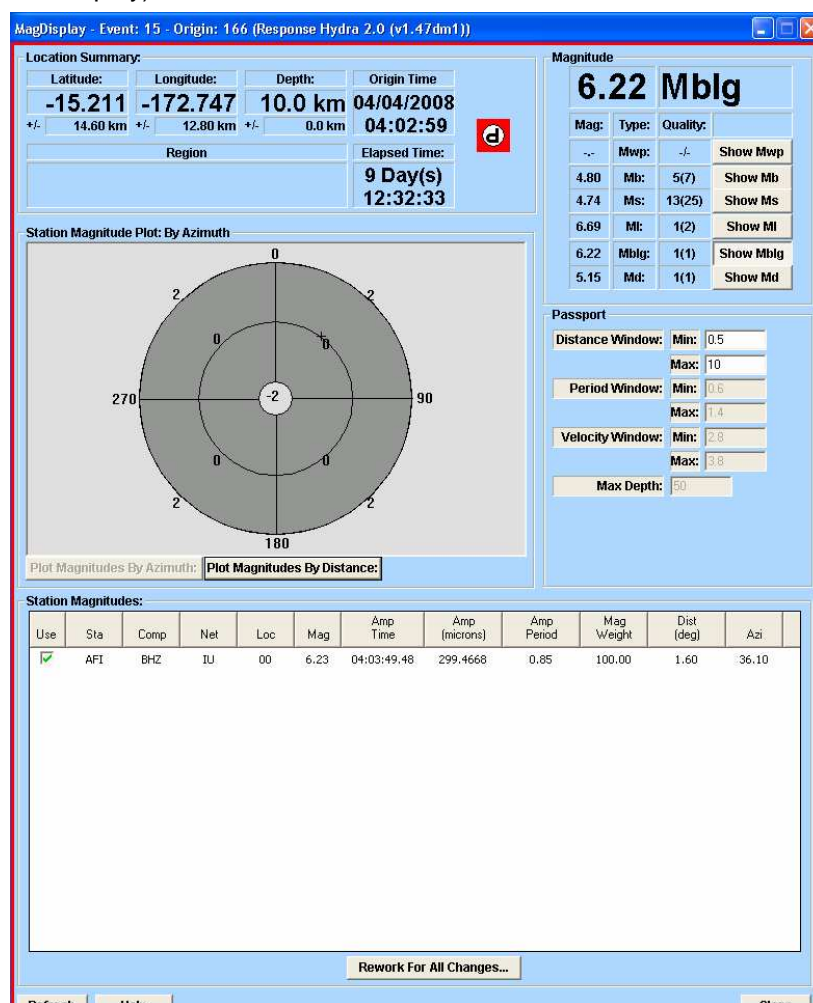 MagDisplay - Event: 15 - Origin: 166 (Response Hydra 2.0 (v1.47dm1))
Location Summary:
Latitude: Longitude: Depth: Origin Time
-15.211 -172.747 10.0 km 04/04/2008
+/- 14.60 km +/- 12.80 km +/- 0.0 km 04:02:59
d
Region Elapsed Time:
9 Day(s)
12:32:33
Magnitude
6.22 Mblg
Mag: Type: Quality:
-.- Mwp: -/- Show Mwp
4.80 Mb: 5(7) Show Mb
4.74 Ms: 13(25) Show Ms
6.69 Ml: 1(2) Show Ml
6.22 Mblg: 1(1) Show Mblg
5.15 Md: 1(1) Show Md
Station Magnitude Plot: By Azimuth
0
2 2
0 0
270 -2 90
0 0
2 2
180
Plot Magnitudes By Azimuth: Plot Magnitudes By Distance:
Passport
Distance Window: Min: 0.5
Max: 10
Period Window: Min: 0.6
Max: 1.4
Velocity Window: Min: 2.8
Max: 3.8
Max Depth: 50
Station Magnitudes:
Use Sta Comp Net Loc Mag Amp Time Amp (microns) Amp Period Mag Weight Dist (deg) Azi
AFI BHZ IU 00 6.23 04:03:49.48 299.4668 0.85 100.00 1.60 36.10
Rework For All Changes...
Refresh Help Close